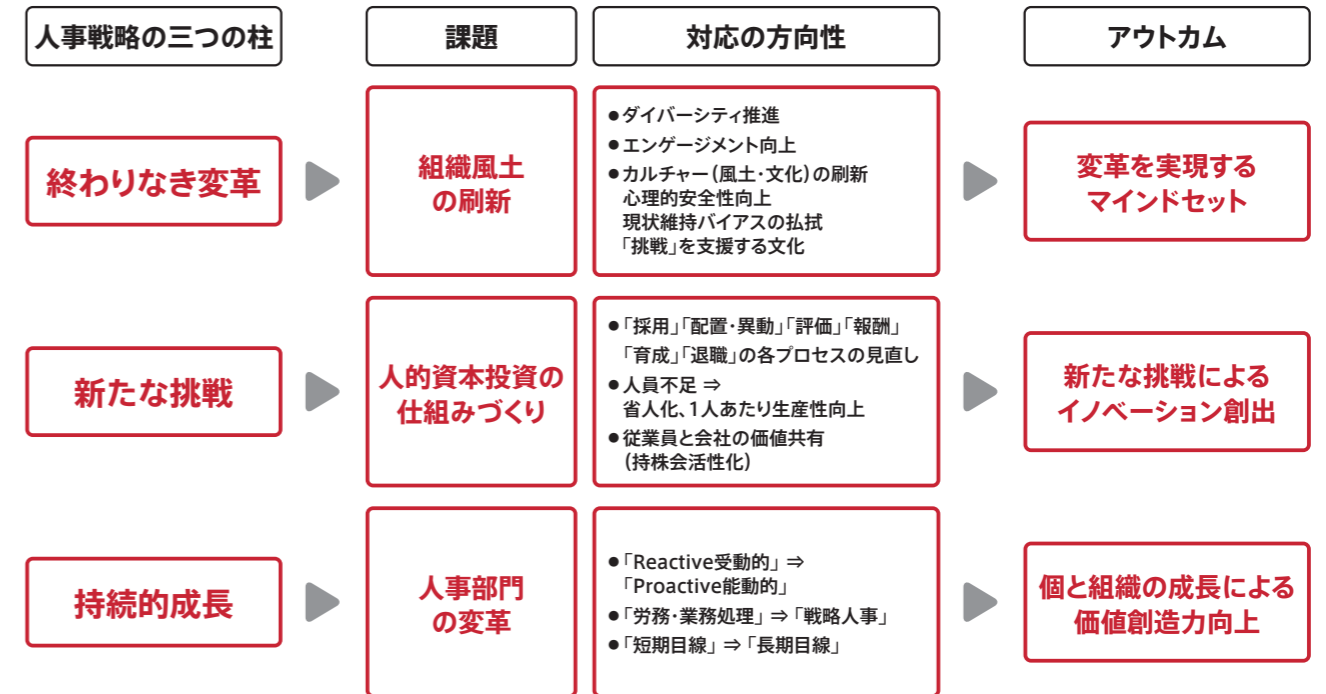 人事戦略の三つの柱
課題
対応の方向性
アウトカム
終わりなき変革
組織風土
の刷新
●ダイバーシティ推進
●エンゲージメント向上
●カルチャー（風土・文化）の刷新
心理的安全性向上
現状維持バイアスの払拭
「挑戦」を支援する文化
変革を実現する
マインドセット
新たな挑戦
人的資本投資の
仕組みづくり
●「採用」「配置・異動」「評価」「報酬」
「育成」「退職」の各プロセスの見直し
●人員不足 ⇒
省人化、1人あたり生産性向上
●従業員と会社の価値共有
（持株会活性化）
新たな挑戦による
イノベーション創出
持続的成長
人事部門
の変革
●「Reactive受動的」 ⇒
「Proactive能動的」
●「労務・業務処理」 ⇒ 「戦略人事」
●「短期目線」 ⇒ 「長期目線」
個と組織の成長による
価値創造力向上